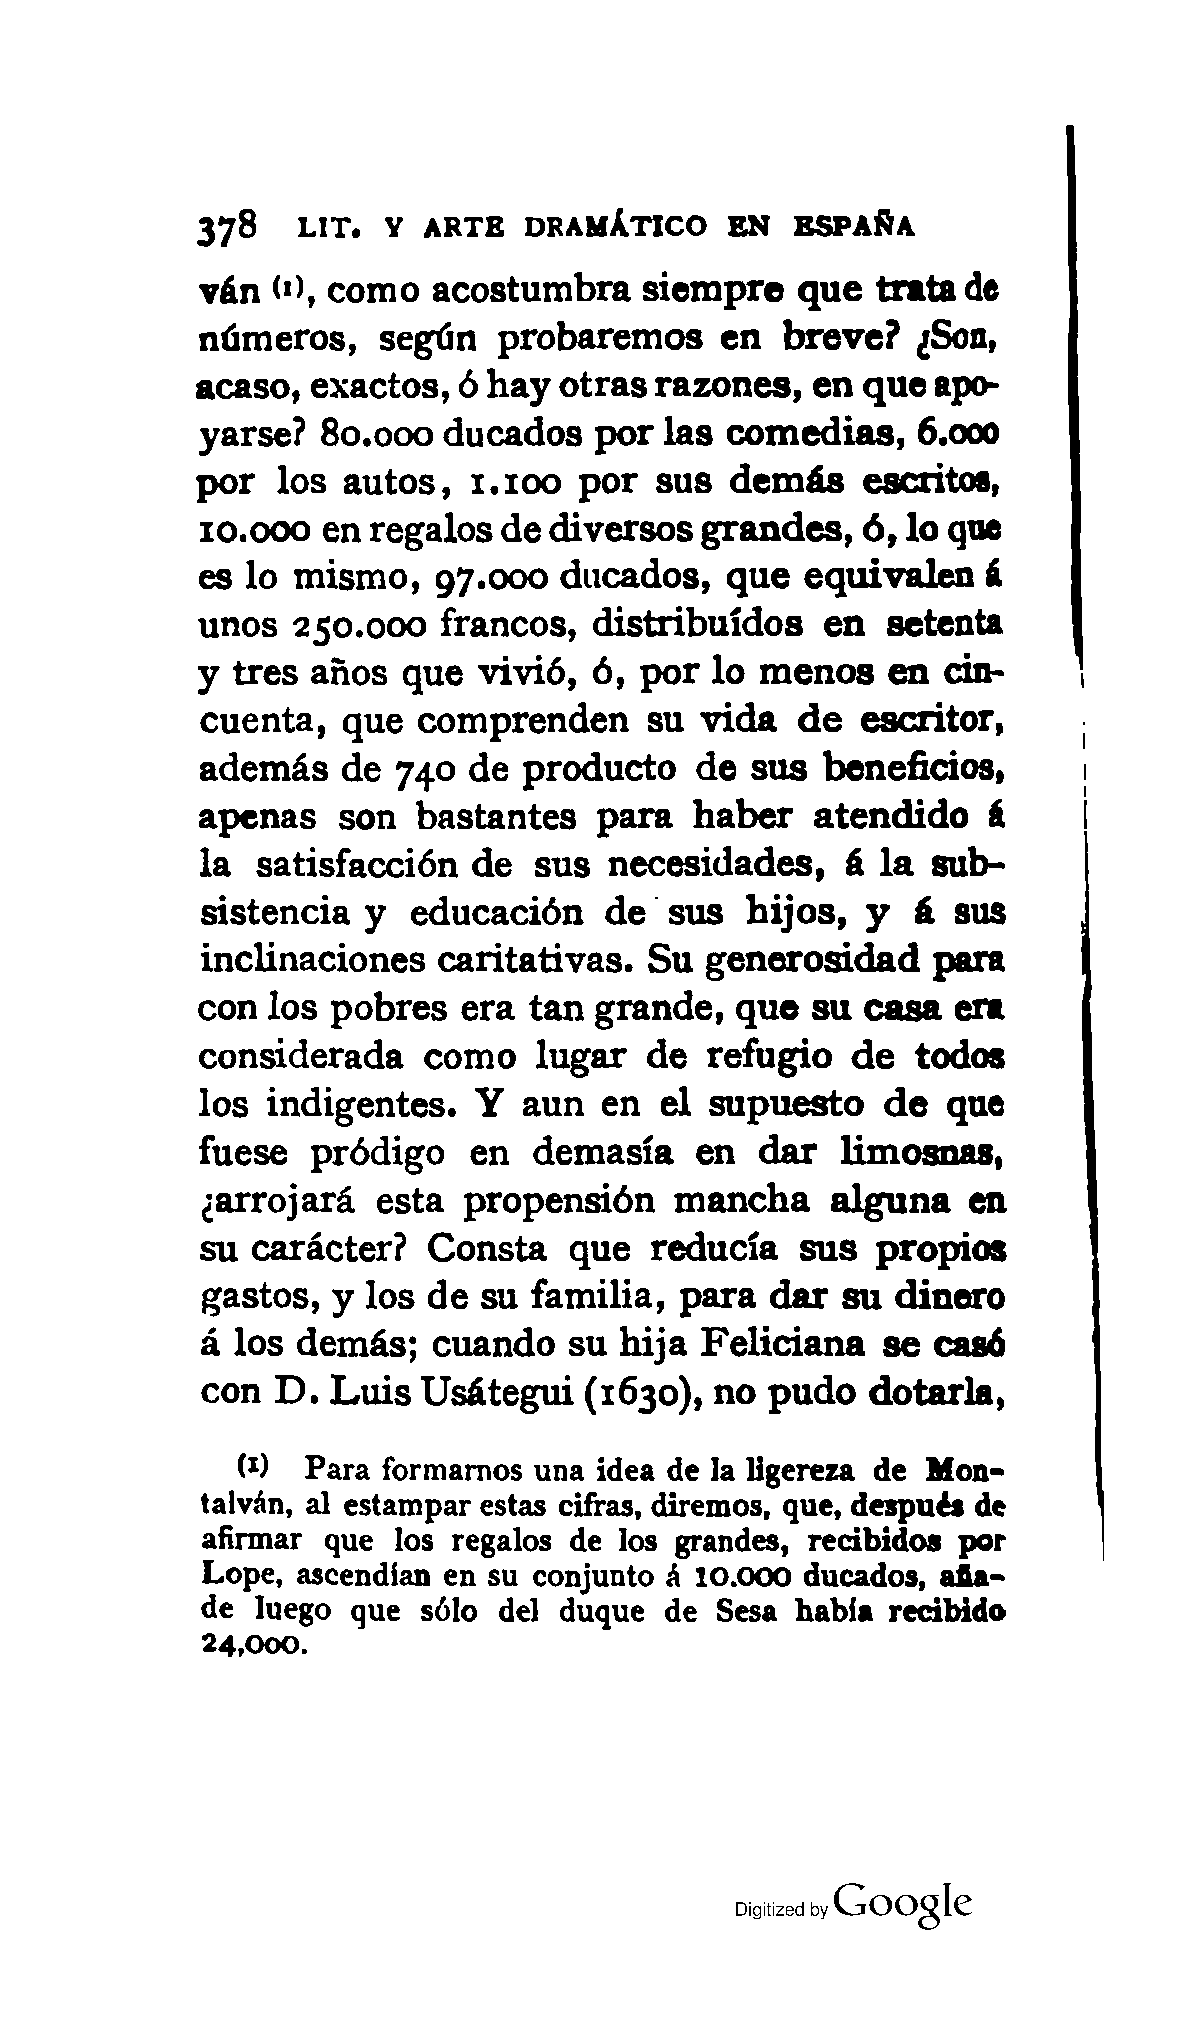 378 LIT. Y ARTE DRAMÁTICO EN ESPAÑA
ván (1), como acostumbra siempre que trata de
números, según probaremos en breve? ¿Son,
acaso, exactos, ó hay otras razones, en que apo-
yarse? 80.000 ducados por las comedias, 6.000
por los autos, 1.100 por sus demás escritos,
10.000 en regalos de diversos grandes, ó, lo que
es lo mismo, 97.000 ducados, que equivalen á
unos 250.000 francos, distribuídos en setenta
y tres años que vivió, ó, por lo menos en cin-
cuenta, que comprenden su vida de escritor,
además de 740 de producto de sus beneficios,
apenas son bastantes para haber atendido á
la satisfacción de sus necesidades, á la sub-
sistencia y educación de sus hijos, y á sus
inclinaciones caritativas. Su generosidad para
con los pobres era tan grande, que su casa era
considerada como lugar de refugio de todos
los indigentes. Y aun en el supuesto de que
fuese pródigo en demasía en dar limosnas,
¿arrojará esta propensión mancha alguna en
su carácter? Consta que reducía sus propios
gastos, y los de su familia, para dar su dinero
á los demás; cuando su hija Feliciana se casó
con D. Luis Usátegui (1630), no pudo dotarla,
(1) Para formarnos una idea de la ligereza de Mon-
talván, al estampar estas cifras, diremos, que, después de
afirmar que los regalos de los grandes, recibidos por
Lope, ascendían en su conjunto á 10.000 ducados, aña-
de luego que sólo del duque de Sesa había recibido
24,000.
Digitized by Google